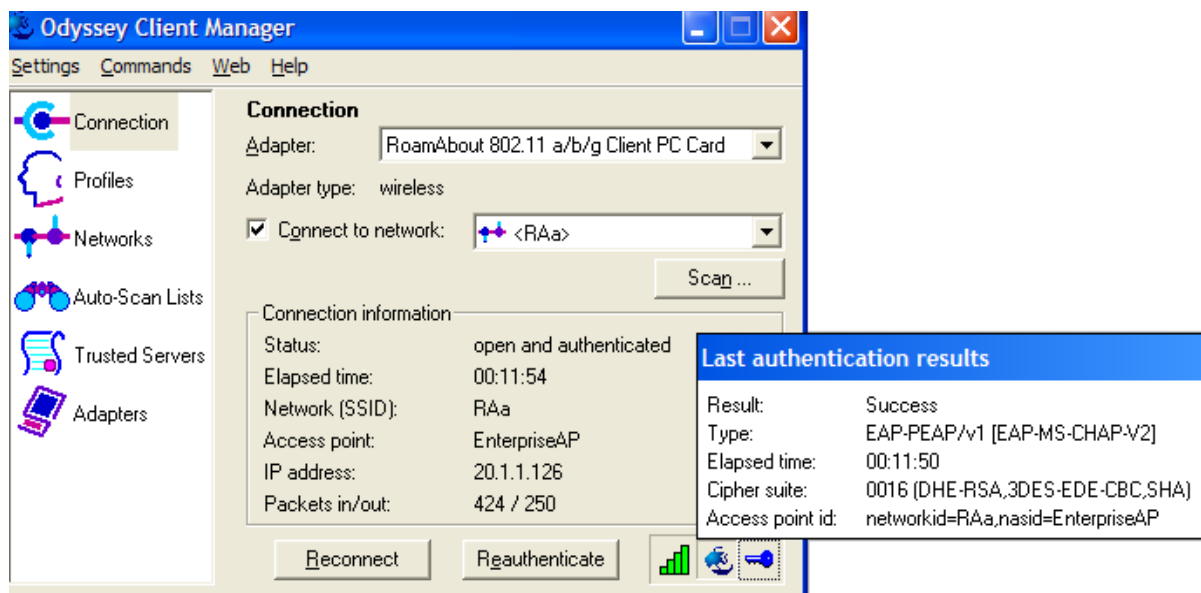 Odyssey Client Manager
Settings Commands Web Help
Connection
Profiles
Networks
Auto-Scan Lists
Trusted Servers
Adapters
Connection
Adapter: RoamAbout 802.11 a/b/g Client PC Card
Adapter type: wireless
Connect to network: <RAa>
Scan ...
Connection information
Status: open and authenticated
Elapsed time: 00:11:54
Network (SSID): RAa
Access point: EnterpriseAP
IP address: 20.1.1.126
Packets in/out: 424 / 250
Reconnect Reauthenticate
Last authentication results
Result: Success
Type: EAP-PEAP/v1 [EAP-MS-CHAP-V2]
Elapsed time: 00:11:50
Cipher suite: 0016 (DHE-RSA,3DES-EDE-CBC,SHA)
Access point id: networkid=RAa,nasid=EnterpriseAP